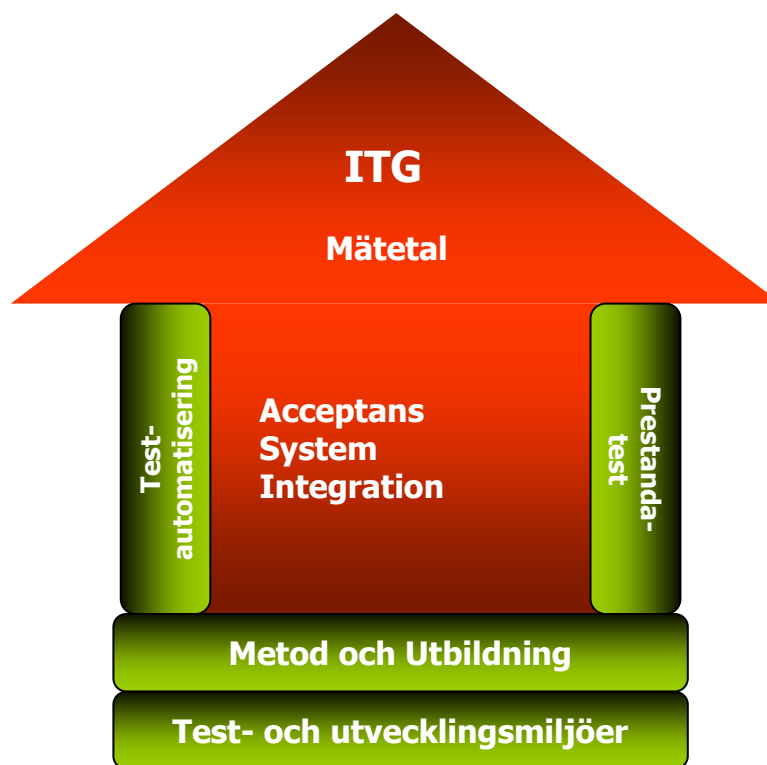 ITG
Mätetal
Test-
automatisering
Acceptans
System
Integration
Prestanda-
test
Metod och Utbildning
Test- och utvecklingsmiljöer